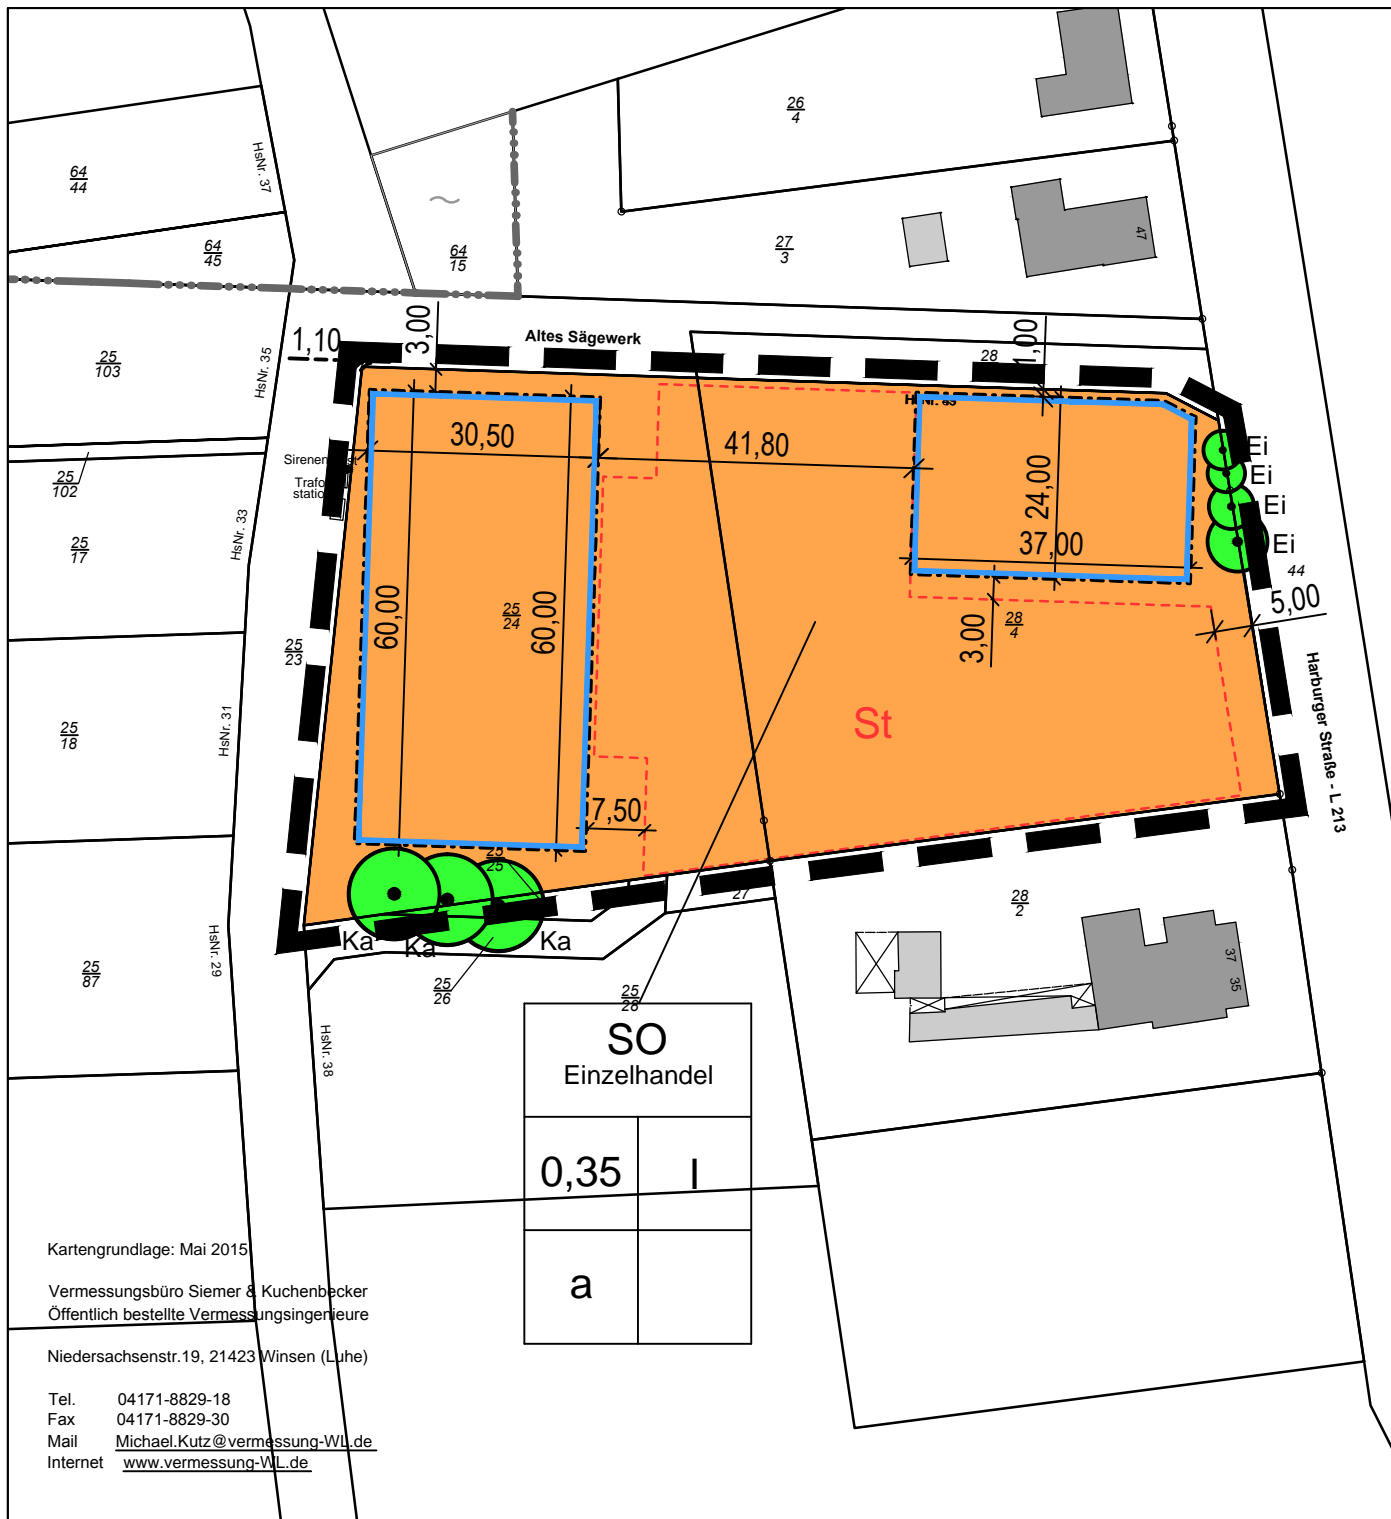 26
4
64
44
HsNr. 37
64
45
64
15
27
3
47
1,10
3,00
Altes Sägewerk
28
1,00
25
103
HsNr. 35
30,50
41,80
24,00
37,00
Ei
Ei
Ei
Ei
44
5,00
25
102
Trafo
station
25
17
HsNr. 33
60,00
25
24
60,00
3,00
28
4
25
23
St
Harburger Straße - L 213
25
18
HsNr. 31
7,50
25
25
27
28
2
Ka
Ka
Ka
25
87
HsNr. 29
25
26
25
28
37
35
HsNr. 38
SO
Einzelhandel
0,35
I
a
Kartengrundlage: Mai 2015
Vermessungsbüro Siemer & Kuchenbecker
Öffentlich bestellte Vermessungsingenieure
Niedersachsenstr.19, 21423 Winsen (Luhe)
Tel. 04171-8829-18
Fax 04171-8829-30
Mail Michael.Kutz@vermessung-WL.de
Internet www.vermessung-WL.de